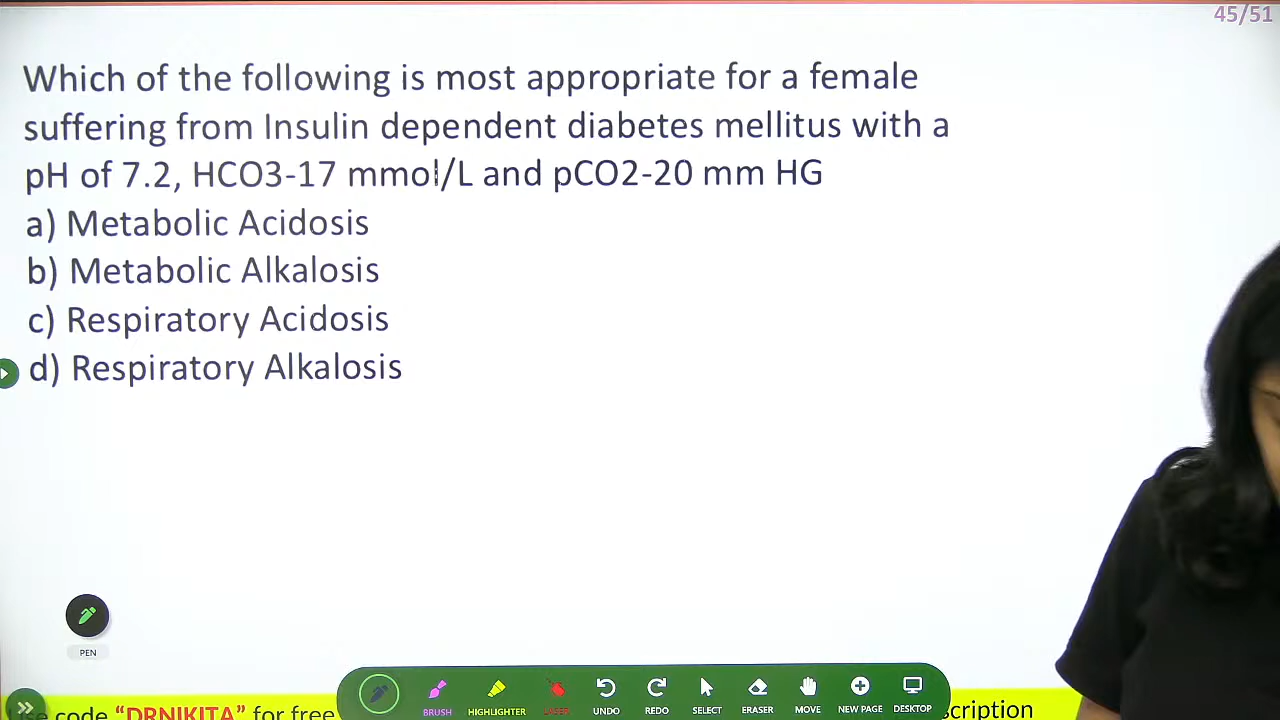 45/51
Which of the following is most appropriate for a female
suffering from Insulin dependent diabetes mellitus with a
pH of 7.2, HCO3-17 mmol/L and pCO2-20 mm HG
a) Metabolic Acidosis
b) Metabolic Alkalosis
c) Respiratory Acidosis
d) Respiratory Alkalosis
PEN
BRUSH HIGHLIGHTER LASER UNDO REDO SELECT ERASER MOVE NEW PAGE DESKTOP
code "DRNIKITA" for free